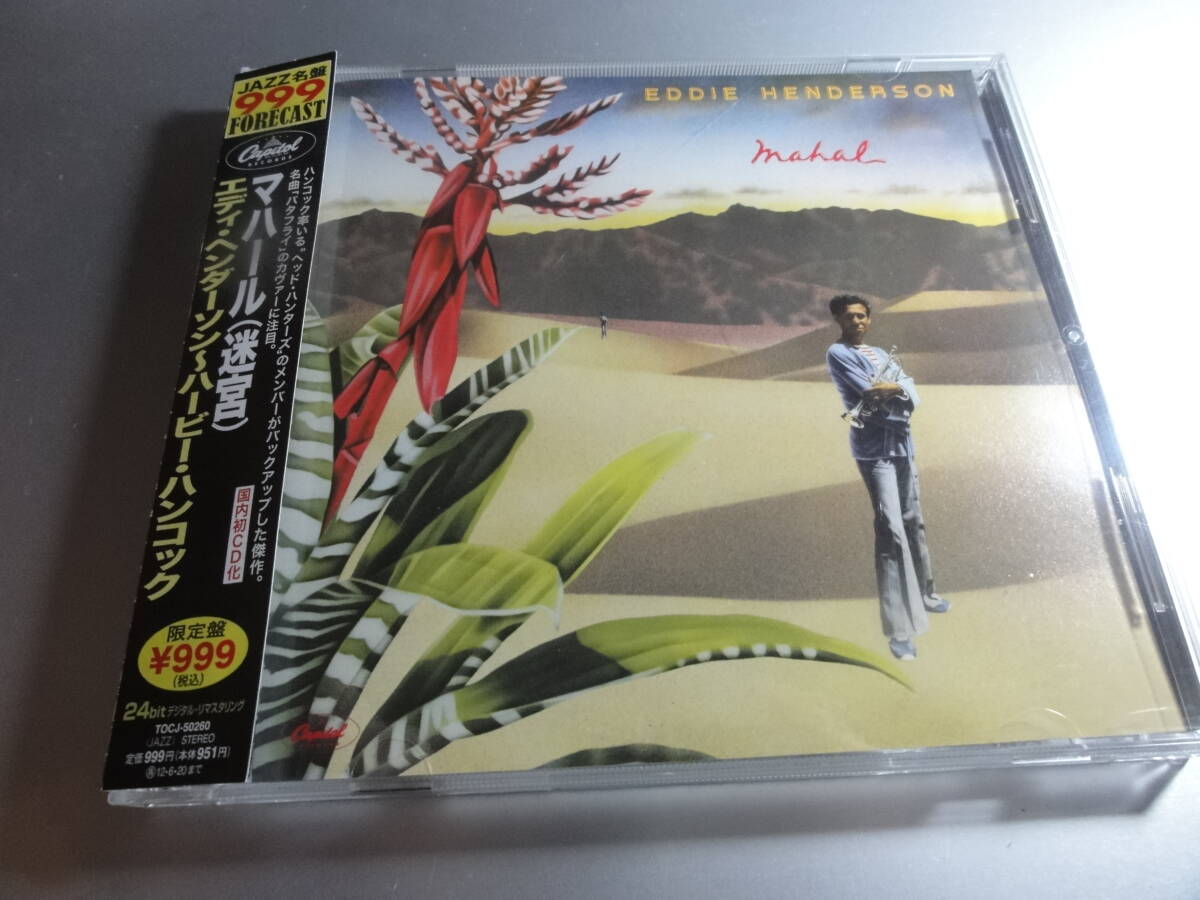 JAZZ名盤
999
FORECAST
Capitol
RECORDS
ハンコック率いる“ヘッド・ハンターズ”のメンバーがバックアップした傑作。
名曲「バタフライ」のカヴァーに注目。
マハール(迷宮)
エディ・ヘンダーソン〜ハービー・ハンコック
国内初CD化
限定盤
¥999
(税込)
24bitデジタル・リマスタリング
TOCJ-50260
(JAZZ) STEREO
定価999円(本体951円)
12・6・20まで
EDDIE HENDERSON
mahal
Capitol